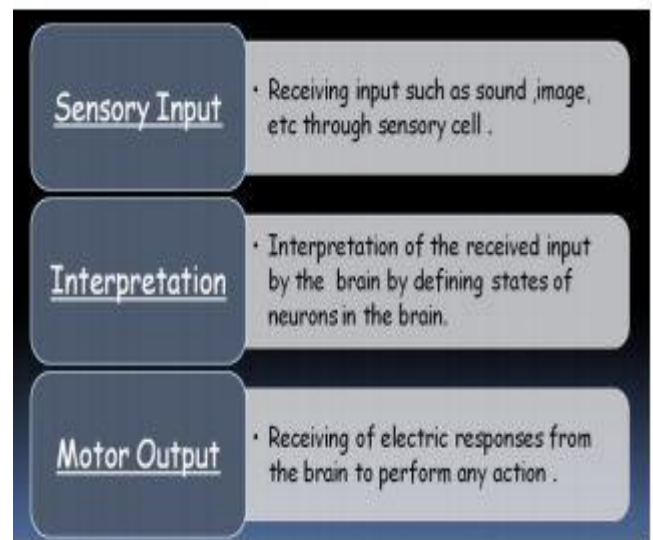 Sensory Input
• Receiving input such as sound ,image,
etc through sensory cell .
Interpretation
• Interpretation of the received input
by the brain by defining states of
neurons in the brain.
Motor Output
• Receiving of electric responses from
the brain to perform any action .